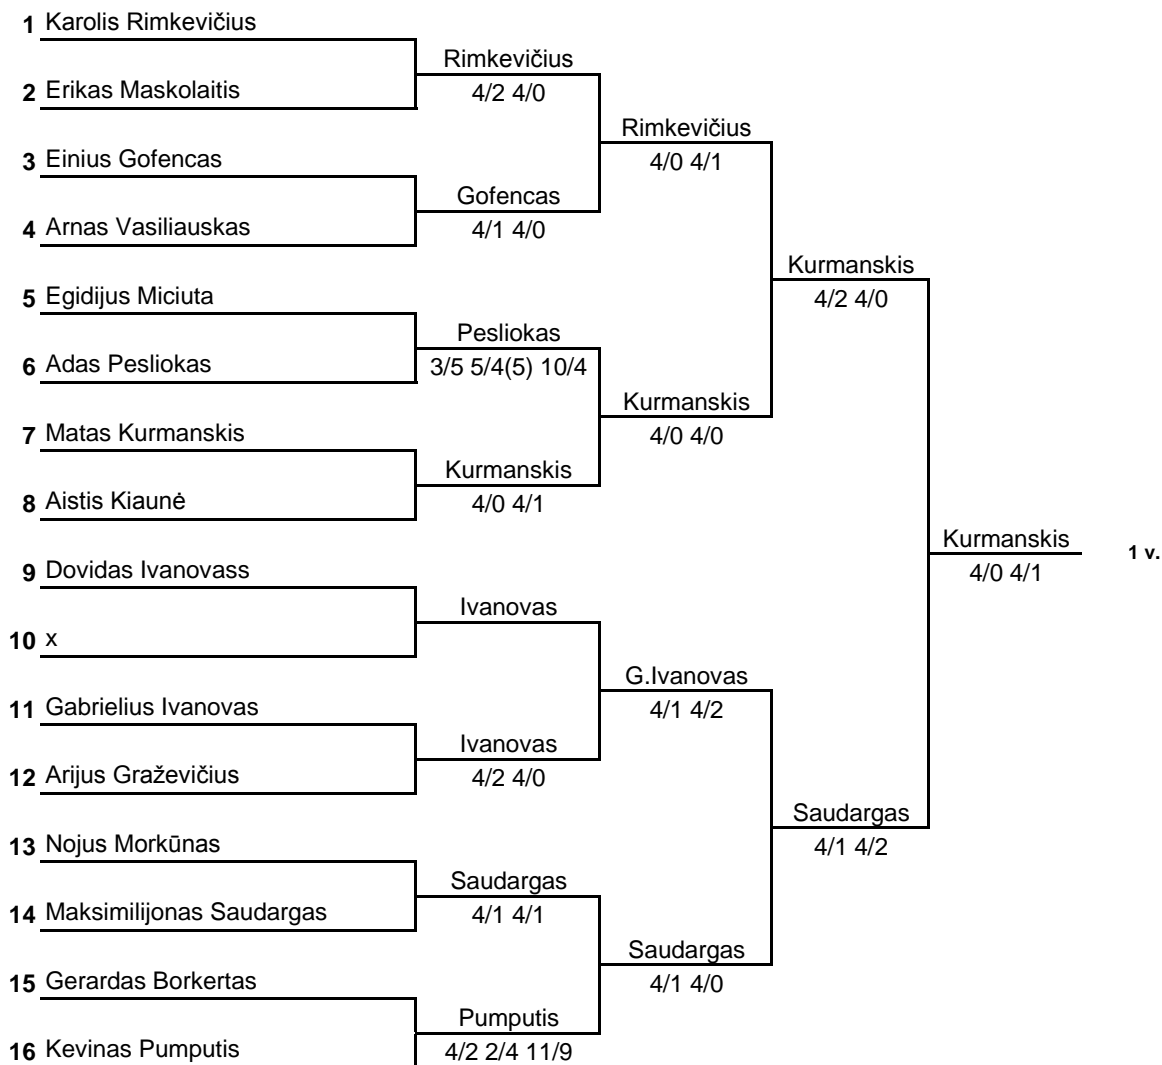 1 Karolis Rimkevičius
Rimkevičius
2 Erikas Maskolaitis
4/2 4/0
Rimkevičius
3 Einius Gofencas
4/0 4/1
Gofencas
4 Arnas Vasiliauskas
4/1 4/0
Kurmanskis
5 Egidijus Miciuta
4/2 4/0
Pesliokas
6 Adas Pesliokas
3/5 5/4(5) 10/4
Kurmanskis
7 Matas Kurmanskis
4/0 4/0
Kurmanskis
8 Aistis Kiaunė
4/0 4/1
Kurmanskis
1 v.
9 Dovidas Ivanovass
4/0 4/1
Ivanovas
10 x
G.Ivanovas
11 Gabrielius Ivanovas
4/1 4/2
Ivanovas
12 Arijus Graževičius
4/2 4/0
Saudargas
13 Nojus Morkūnas
4/1 4/2
Saudargas
14 Maksimilijonas Saudargas
4/1 4/1
Saudargas
15 Gerardas Borkertas
4/1 4/0
Pumputis
16 Kevinas Pumputis
4/2 2/4 11/9